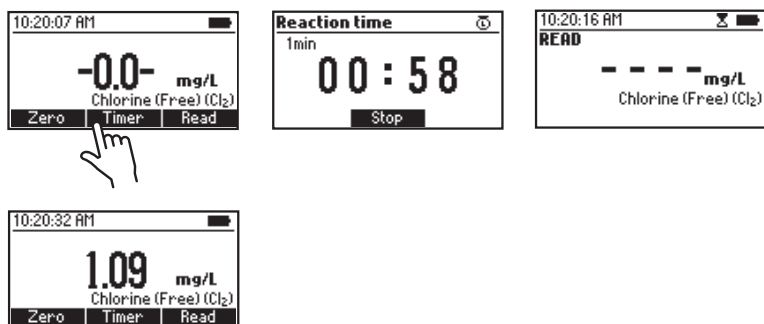 10:20:07 AM
-0.0- mg/L
Chlorine (Free) (Cl₂)
Zero Timer Read
Reaction time
1min
00:58
Stop
10:20:16 AM
READ
---- mg/L
Chlorine (Free) (Cl₂)
10:20:32 AM
1.09 mg/L
Chlorine (Free) (Cl₂)
Zero Timer Read